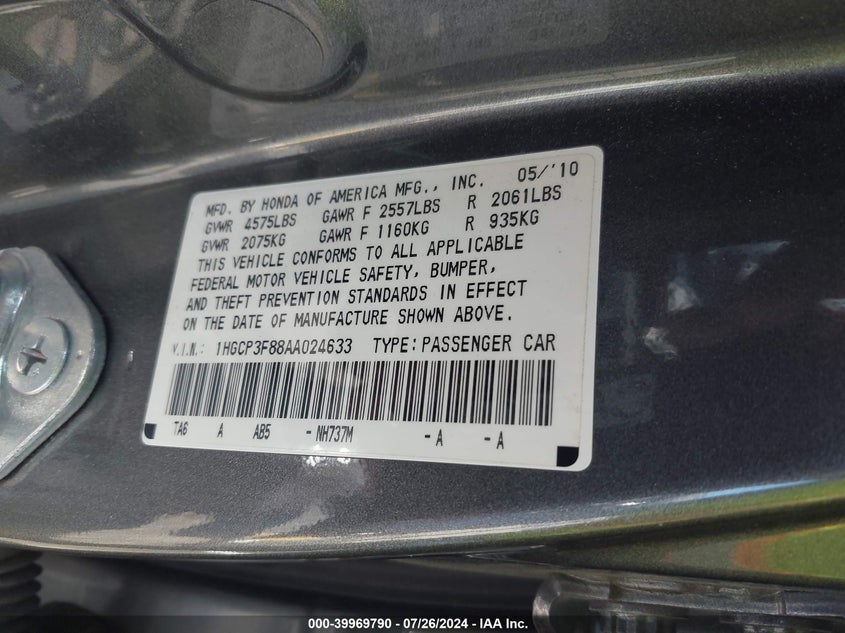 MFD. BY HONDA OF AMERICA MFG., INC. 05/'10
GVWR 4575LBS GAWR F 2557LBS R 2061LBS
GVWR 2075KG GAWR F 1160KG R 935KG
THIS VEHICLE CONFORMS TO ALL APPLICABLE
FEDERAL MOTOR VEHICLE SAFETY, BUMPER,
AND THEFT PREVENTION STANDARDS IN EFFECT
ON THE DATE OF MANUFACTURE SHOWN ABOVE.
V.I.N.: 1HGCP3F88AA024633 TYPE: PASSENGER CAR
TA6 A AB5 - NH737M - A - A
000-39969790 - 07/26/2024 - IAA Inc.